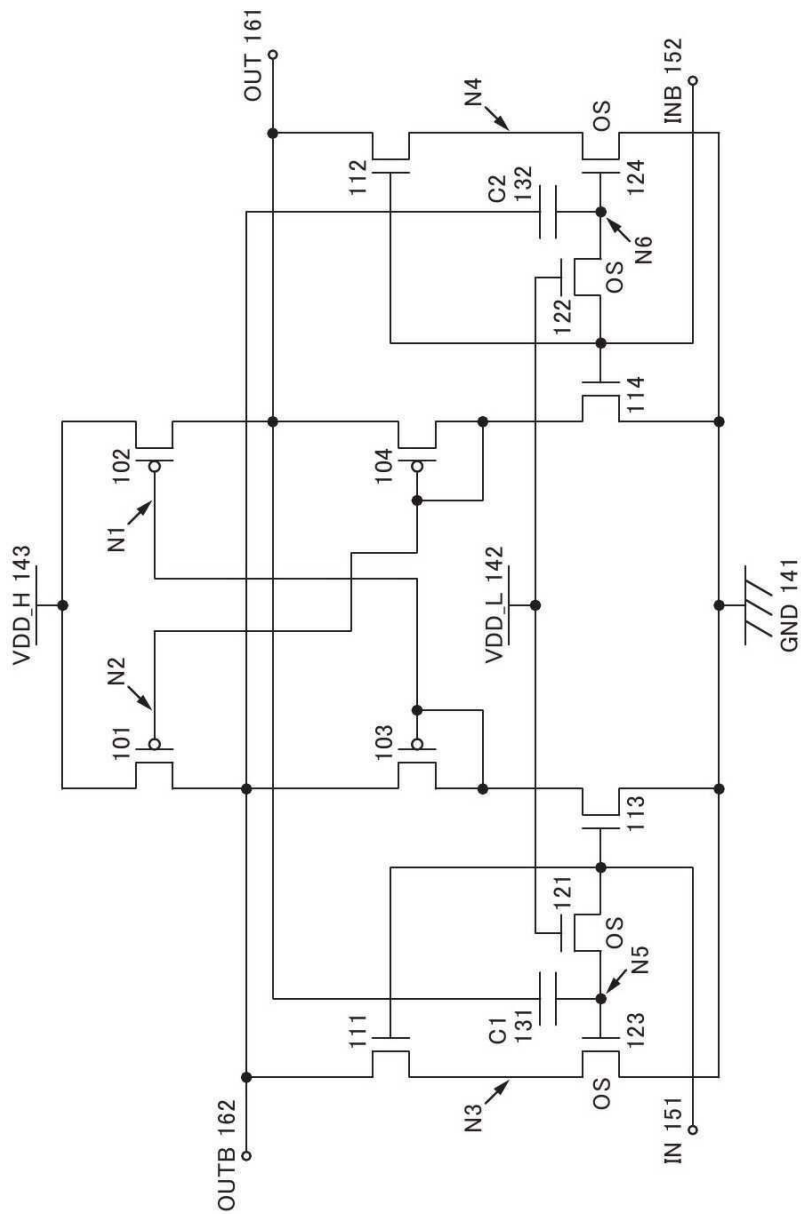 VDD_H 143
N2
N1
101
102
OUT 161
OUTB 162
103
104
111
112
N4
VDD_L 142
C1
131
C2
132
121
OS
122
OS
N3
N5
N6
OS
123
113
114
124
OS
IN 151
GND 141
INB 152